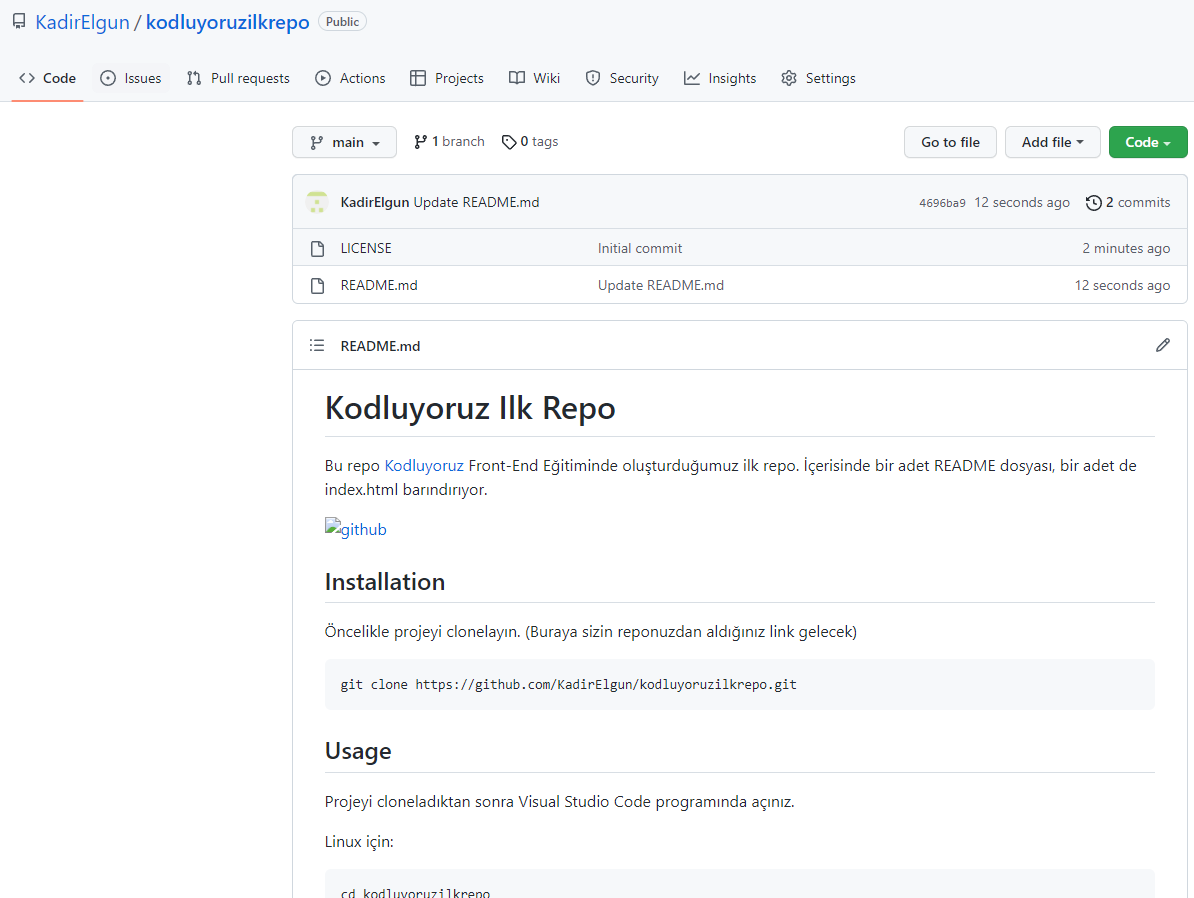 KadirElgun / kodluyoruzilkrepo Public
Code Issues Pull requests Actions Projects Wiki Security Insights Settings
main 1 branch 0 tags Go to file Add file Code
KadirElgun Update README.md 4696ba9 12 seconds ago 2 commits
LICENSE Initial commit 2 minutes ago
README.md Update README.md 12 seconds ago
README.md
Kodluyoruz Ilk Repo
Bu repo Kodluyoruz Front-End Eğitiminde oluşturduğumuz ilk repo. İçerisinde bir adet README dosyası, bir adet de
index.html barındırıyor.
github
Installation
Öncelikle projeyi clonelayın. (Buraya sizin reponuzdan aldığınız link gelecek)
git clone https://github.com/KadirElgun/kodluyoruzilkrepo.git
Usage
Projeyi cloneladıktan sonra Visual Studio Code programında açınız.
Linux için:
cd kodluyoruzilkrepo